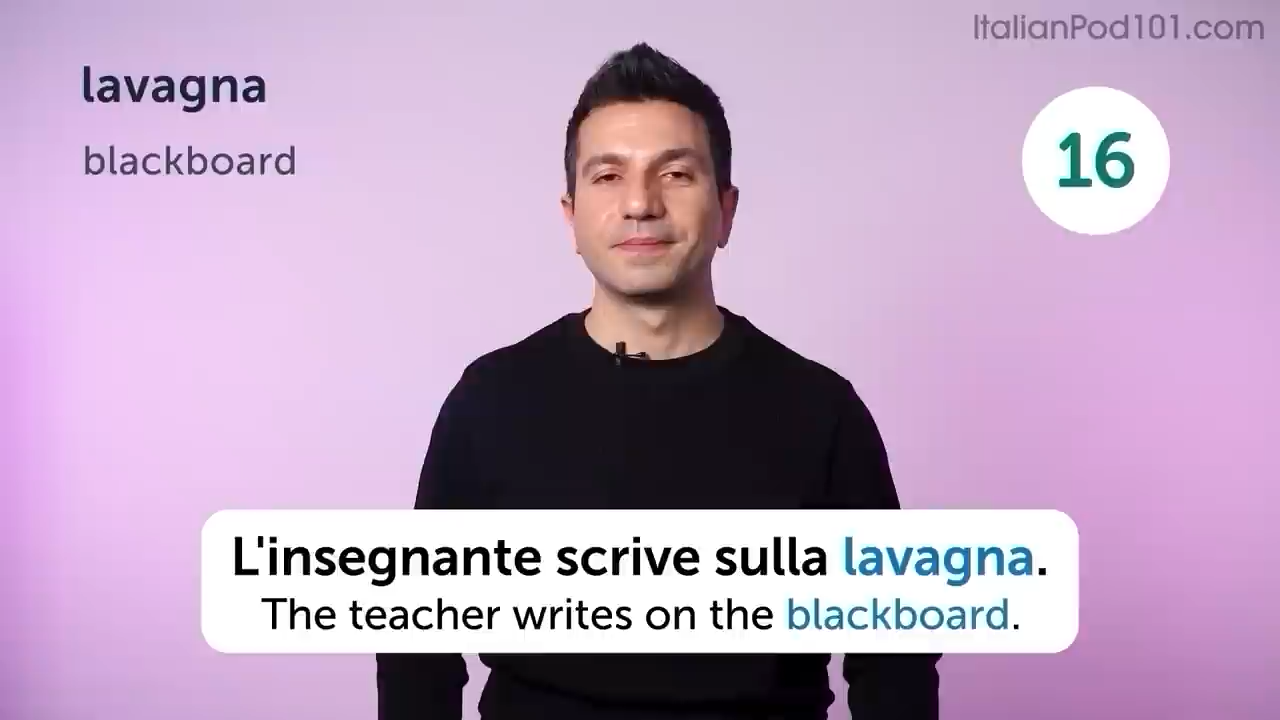 ItalianPod101.com
lavagna
blackboard
16
L'insegnante scrive sulla lavagna.
The teacher writes on the blackboard.